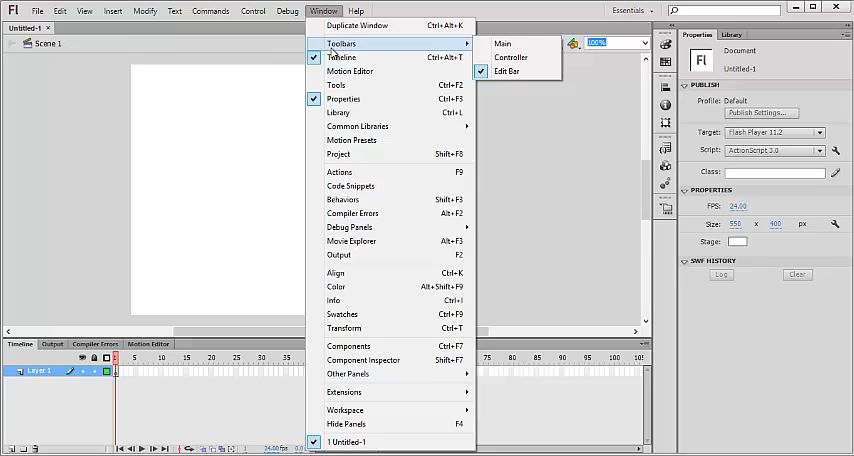 Fl File Edit View Insert Modify Text Commands Control Debug Window Help Essentials
Untitled-1 ×
Scene 1
100%
Duplicate Window Ctrl+Alt+K
Toolbars
Timeline Ctrl+Alt+T
Motion Editor
Tools Ctrl+F2
Properties Ctrl+F3
Library Ctrl+L
Common Libraries
Motion Presets
Project Shift+F8
Actions F9
Code Snippets
Behaviors Shift+F3
Compiler Errors Alt+F2
Debug Panels
Movie Explorer Alt+F3
Output F2
Align Ctrl+K
Color Alt+Shift+F9
Info Ctrl+I
Swatches Ctrl+F9
Transform Ctrl+T
Components Ctrl+F7
Component Inspector Shift+F7
Other Panels
Extensions
Workspace
Hide Panels F4
1 Untitled-1
Main
Controller
Edit Bar
Properties Library
Fl
Document
Untitled-1
PUBLISH
Profile: Default
Publish Settings...
Target: Flash Player 11.2
Script: ActionScript 3.0
Class:
PROPERTIES
FPS: 24.00
Size: 550 x 400 px
Stage:
SWF HISTORY
Log Clear
Timeline Output Compiler Errors Motion Editor
1 5 10 15 20 25 30 35 75 80 85 90 95 100 105
Layer 1
1 24.00 fps